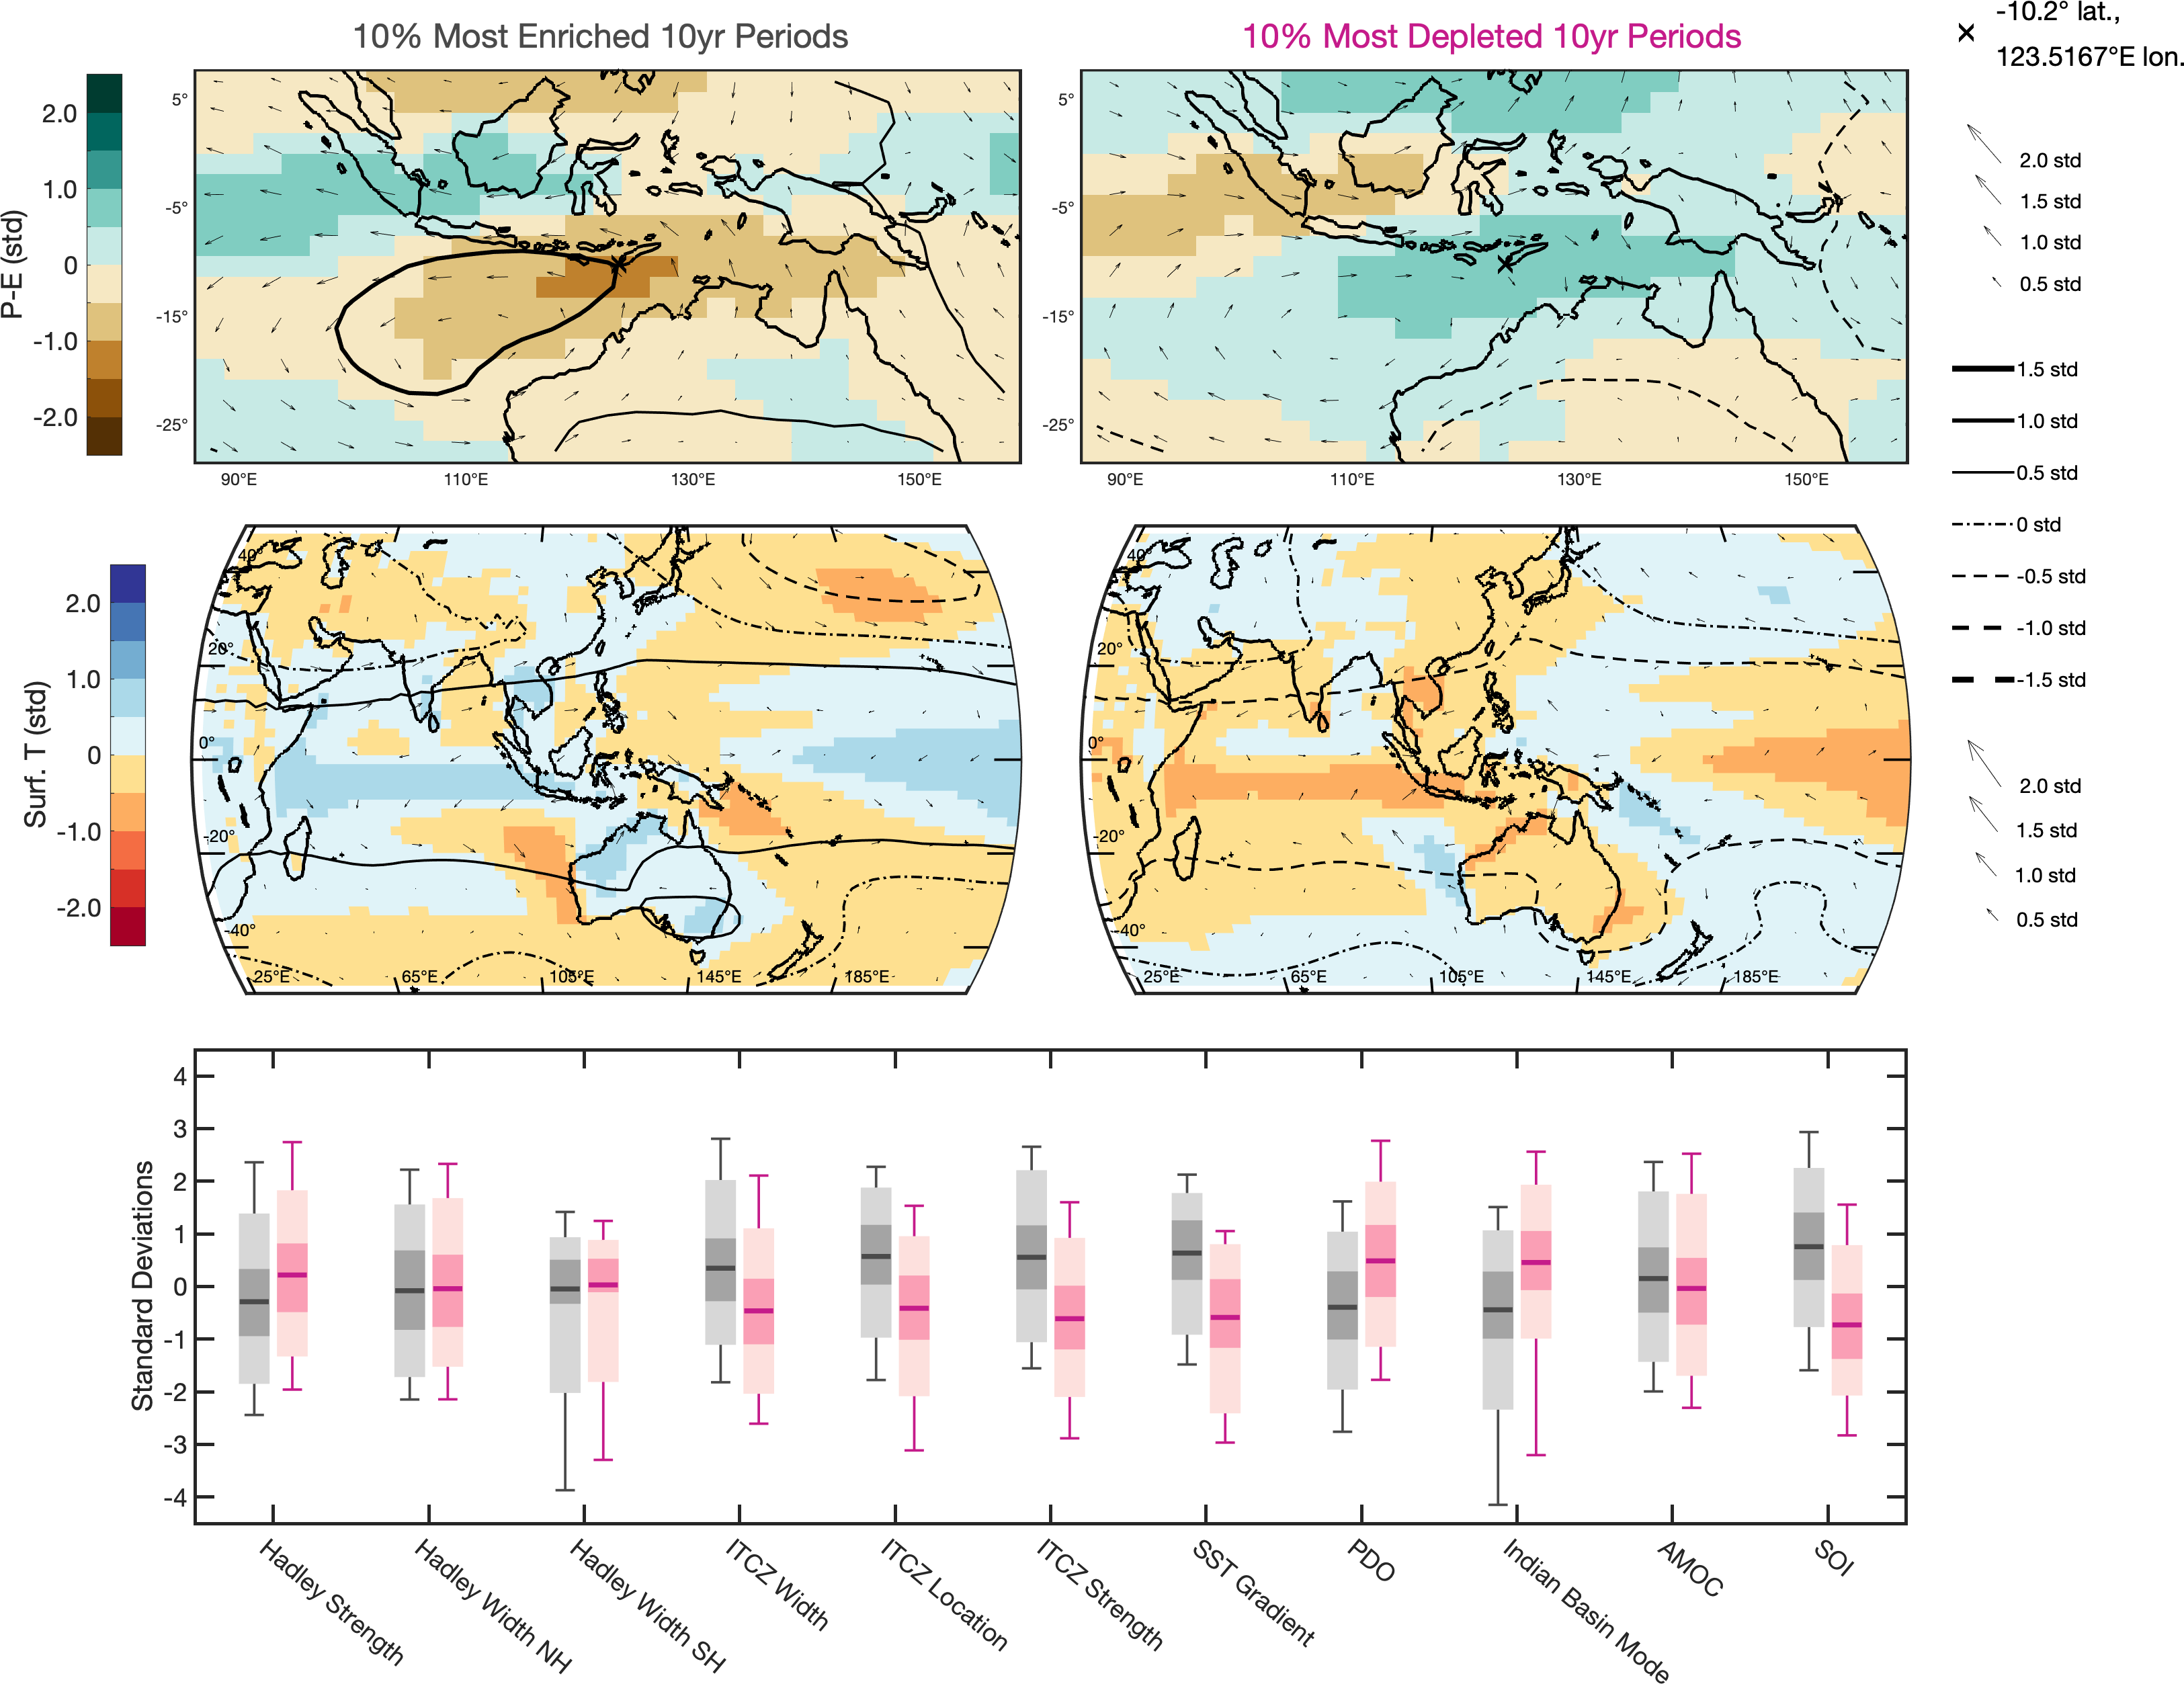 10% Most Enriched 10yr Periods
10% Most Depleted 10yr Periods
-10.2° lat.,
123.5167°E lon.
P-E (std)
2.0
1.0
0
-1.0
-2.0
5°
-5°
-15°
-25°
90°E
110°E
130°E
150°E
5°
-5°
-15°
-25°
90°E
110°E
130°E
150°E
2.0 std
1.5 std
1.0 std
0.5 std
1.5 std
1.0 std
0.5 std
0 std
-0.5 std
-1.0 std
-1.5 std
2.0 std
1.5 std
1.0 std
0.5 std
Surf. T (std)
2.0
1.0
0
-1.0
-2.0
40°
20°
0°
-20°
-40°
25°E
65°E
105°E
145°E
185°E
40°
20°
0°
-20°
-40°
25°E
65°E
105°E
145°E
185°E
Standard Deviations
4
3
2
1
0
-1
-2
-3
-4
Hadley Strength
Hadley Width NH
Hadley Width SH
ITCZ Width
ITCZ Location
ITCZ Strength
SST Gradient
PDO
Indian Basin Mode
AMOC
SOI